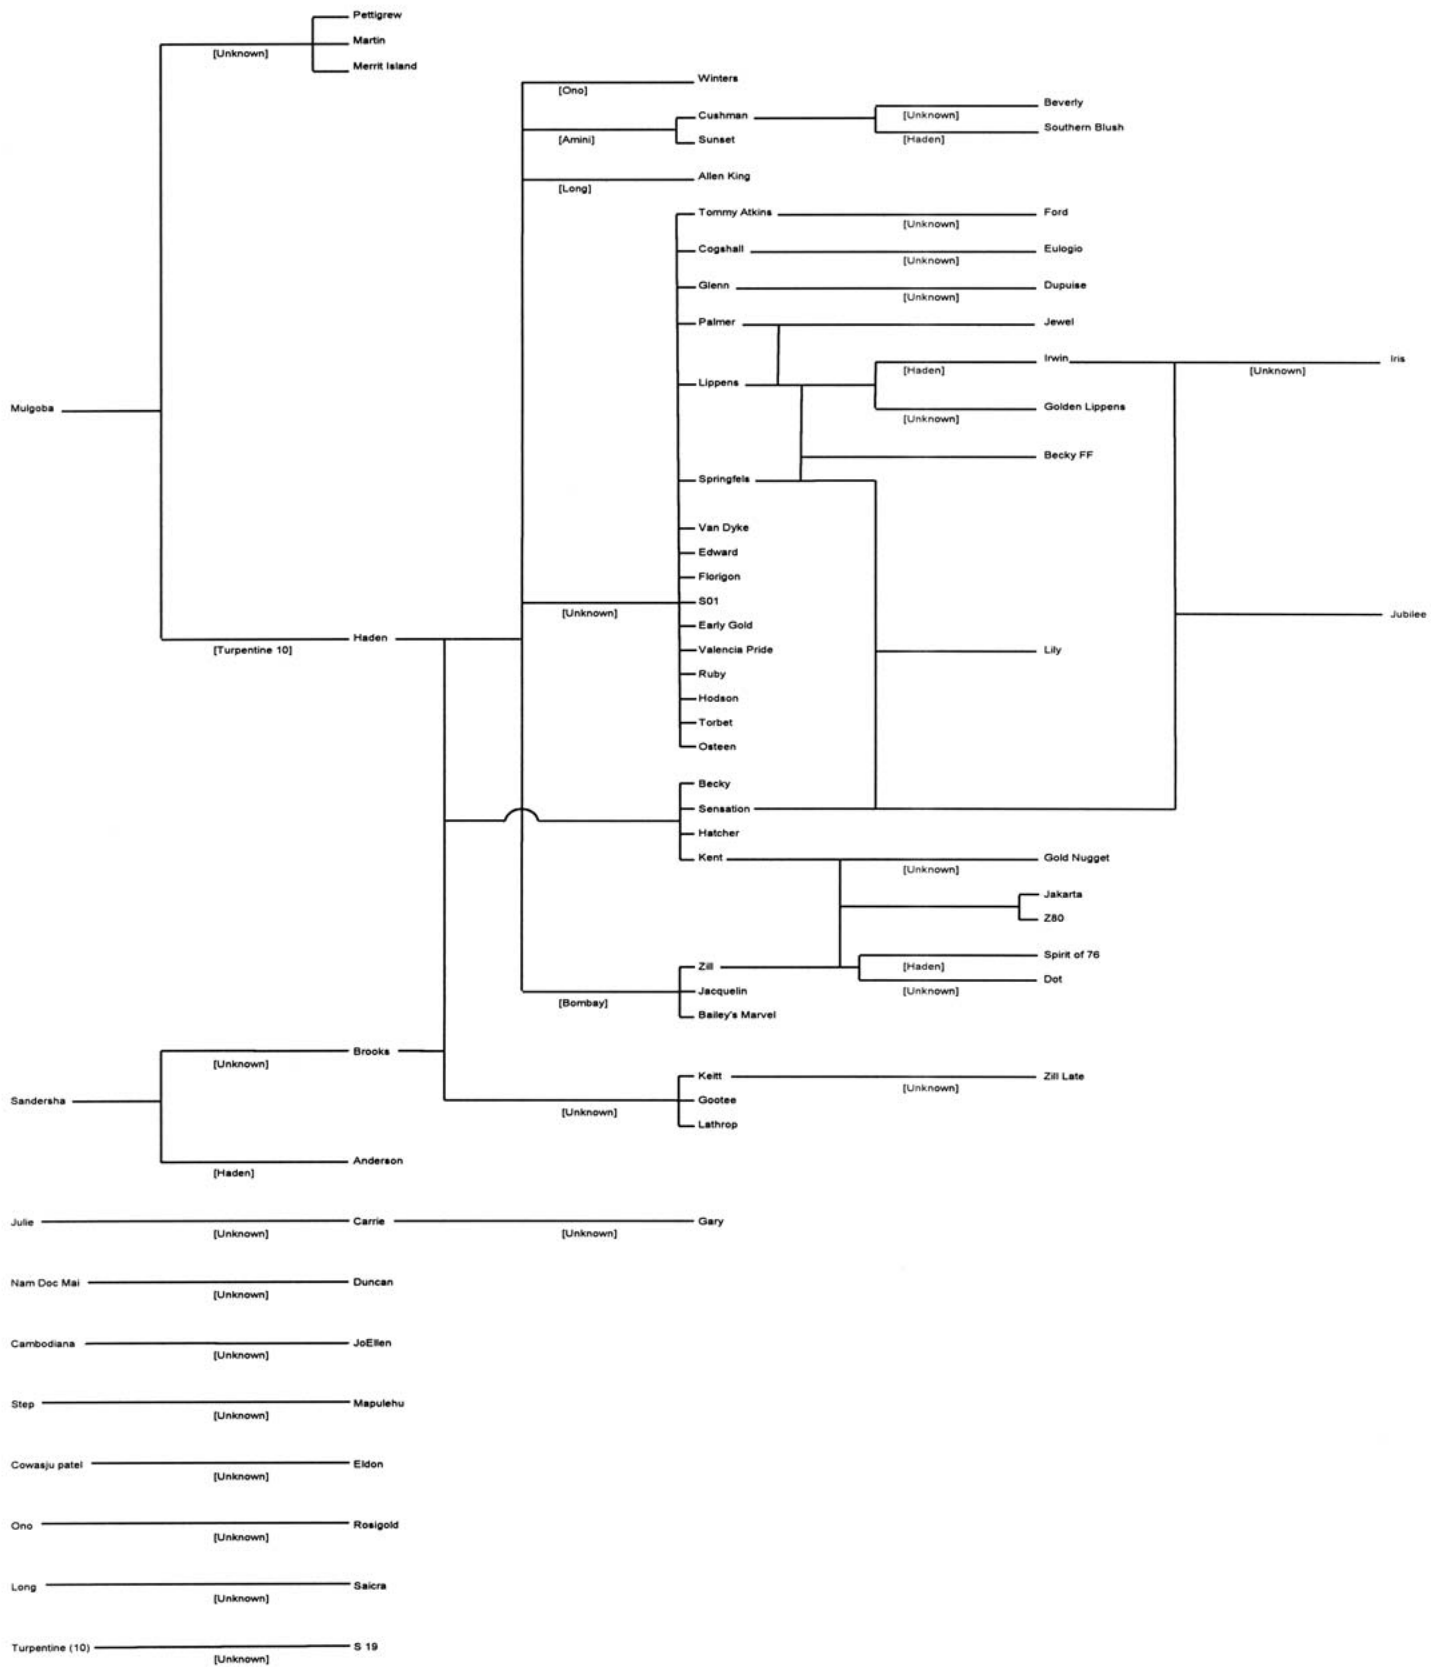 Pettigrew
[Unknown]
Martin
Merrit Island
Winters
[Ono]
Beverly
Cushman
[Unknown]
Southern Blush
[Amini]
Sunset
[Haden]
Allen King
[Long]
Tommy Atkins
Ford
[Unknown]
Cogshall
Eulogio
[Unknown]
Glenn
Dupuise
[Unknown]
Palmer
Jewel
Irwin
Iris
[Haden]
[Unknown]
Lippens
Mulgoba
Golden Lippens
[Unknown]
Becky FF
Springfels
Van Dyke
Edward
Florigon
S01
[Unknown]
Jubilee
Early Gold
Haden
[Turpentine 10]
Valencia Pride
Lily
Ruby
Hodson
Torbet
Osteen
Becky
Sensation
Hatcher
Kent
Gold Nugget
[Unknown]
Jakarta
Z80
Spirit of 76
Zill
[Haden]
Dot
Jacquelin
[Unknown]
[Bombay]
Bailey's Marvel
Brooks
[Unknown]
Keitt
Zill Late
[Unknown]
Sandersha
Gootee
[Unknown]
Lathrop
Anderson
[Haden]
Julie
Carrie
Gary
[Unknown]
[Unknown]
Nam Doc Mai
Duncan
[Unknown]
Cambodiana
JoEllen
[Unknown]
Step
Mapulehu
[Unknown]
Cowasju patel
Eldon
[Unknown]
Ono
Rosigold
[Unknown]
Long
Saicra
[Unknown]
Turpentine (10)
S 19
[Unknown]